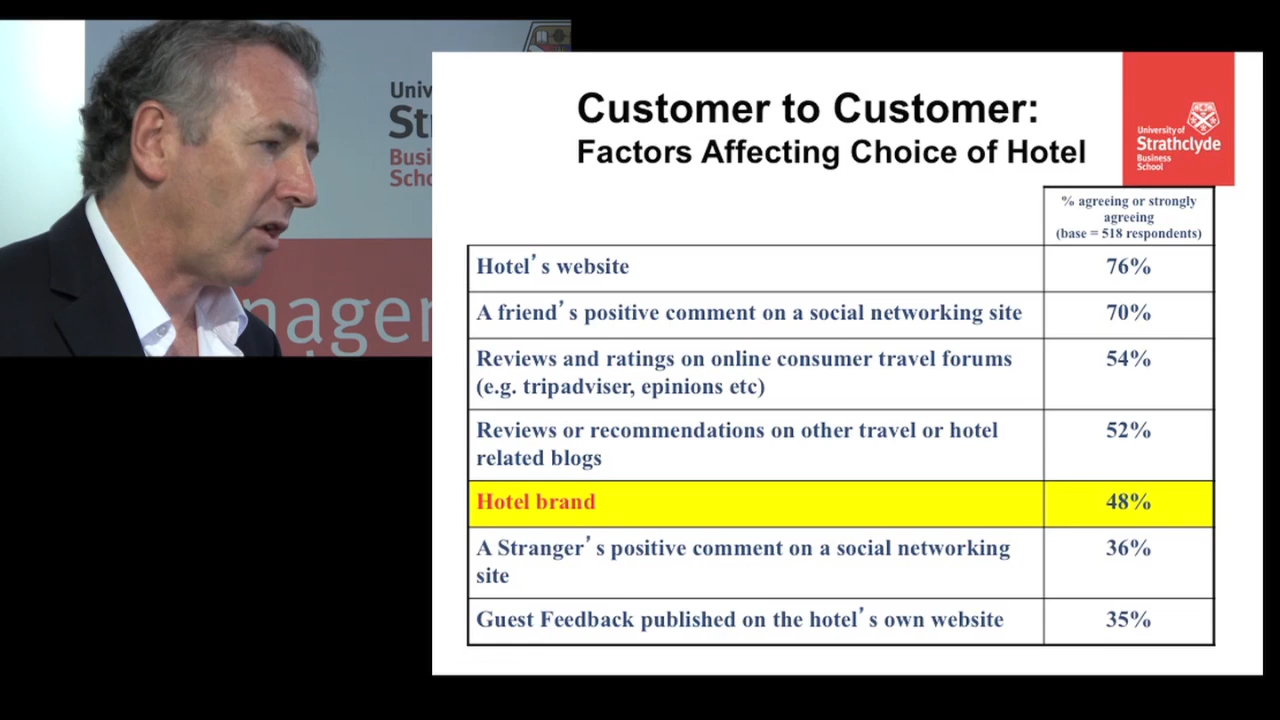 Univ
St
Busi
Scho
nager
Customer to Customer:
Factors Affecting Choice of Hotel
University of
Strathclyde
Business
School
% agreeing or strongly
agreeing
(base = 518 respondents)
Hotel’s website 76%
A friend’s positive comment on a social networking site 70%
Reviews and ratings on online consumer travel forums 54%
(e.g. tripadviser, epinions etc)
Reviews or recommendations on other travel or hotel 52%
related blogs
Hotel brand 48%
A Stranger’s positive comment on a social networking 36%
site
Guest Feedback published on the hotel’s own website 35%